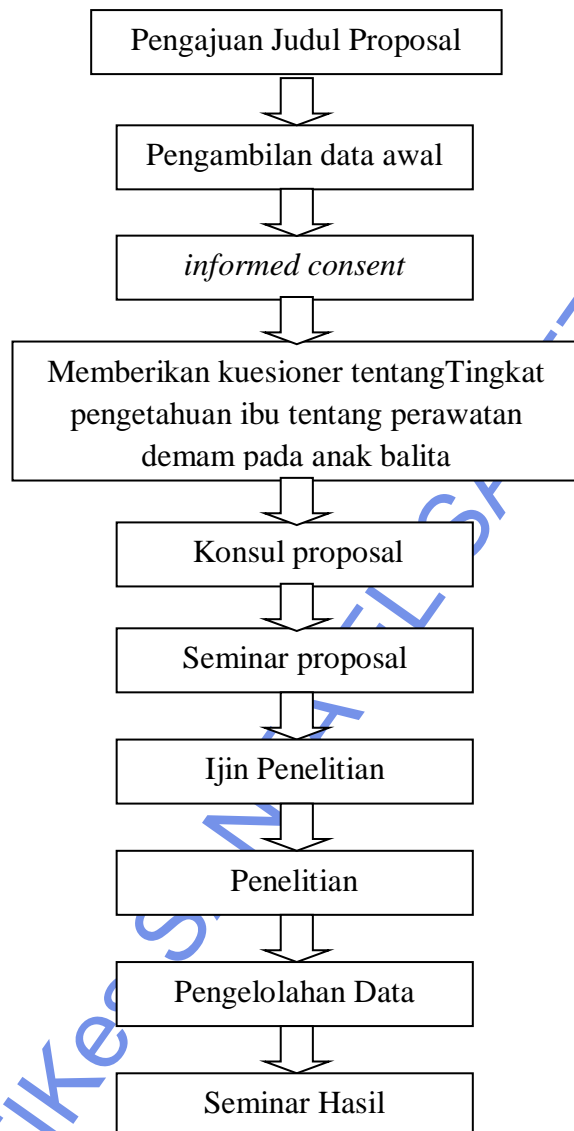 Pengajuan Judul Proposal
Pengambilan data awal
informed consent
Memberikan kuesioner tentangTingkat
pengetahuan ibu tentang perawatan
demam pada anak balita
Konsul proposal
Seminar proposal
Ijin Penelitian
Penelitian
Pengelolahan Data
Seminar Hasil